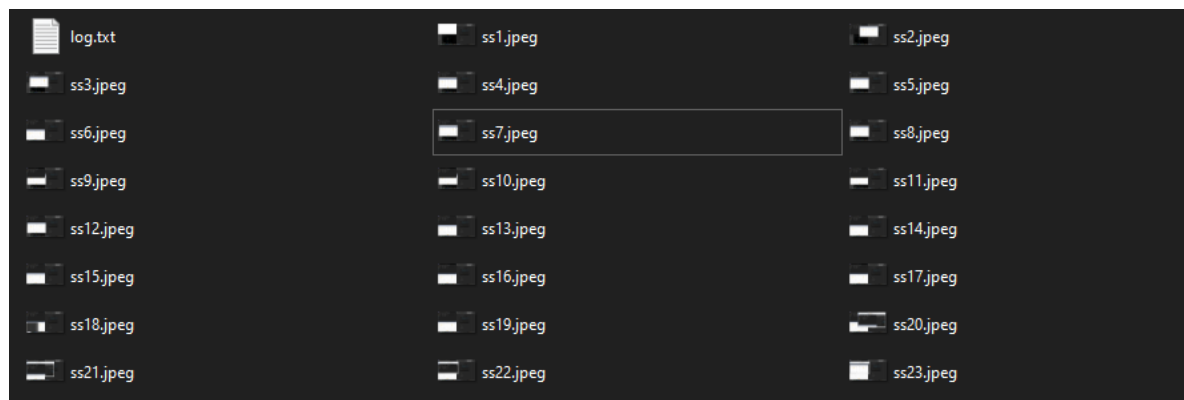 log.txt ss1.jpeg ss2.jpeg
ss3.jpeg ss4.jpeg ss5.jpeg
ss6.jpeg ss7.jpeg ss8.jpeg
ss9.jpeg ss10.jpeg ss11.jpeg
ss12.jpeg ss13.jpeg ss14.jpeg
ss15.jpeg ss16.jpeg ss17.jpeg
ss18.jpeg ss19.jpeg ss20.jpeg
ss21.jpeg ss22.jpeg ss23.jpeg